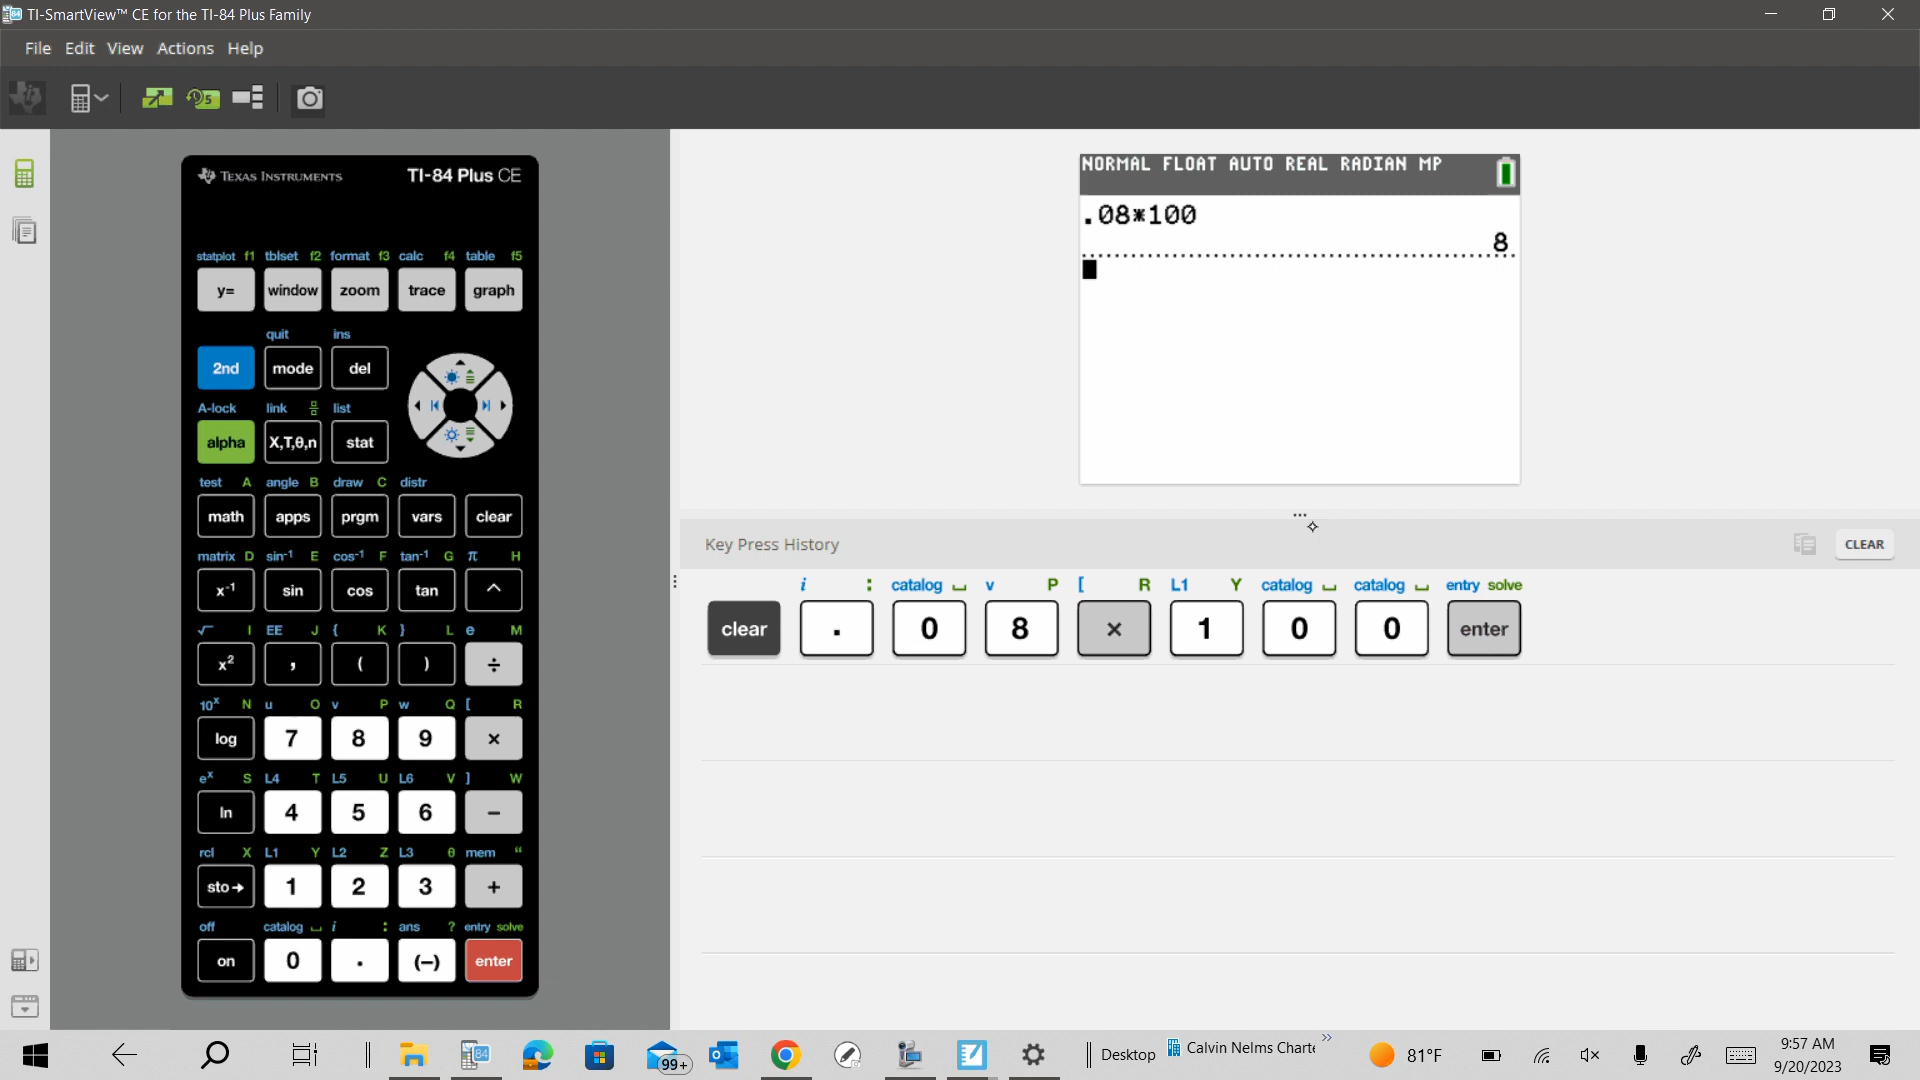 TI-SmartView™ CE for the TI-84 Plus Family
File Edit View Actions Help
5
TEXAS INSTRUMENTS TI-84 Plus CE
statplot f1 tblset f2 format f3 calc f4 table f5
y= window zoom trace graph
quit ins
2nd mode del
A-lock link list
alpha X,T,θ,n stat
test A angle B draw C distr
math apps prgm vars clear
matrix D sin-1 E cos-1 F tan-1 G π H
x-1 sin cos tan ^
√ I EE J { K } L e M
x² , ( ) ÷
10x N u O v P w Q [ R
log 7 8 9 ×
ex S L4 T L5 U L6 V ] W
ln 4 5 6 −
rcl X L1 Y L2 Z L3 θ mem “
sto→ 1 2 3 +
off catalog ⎵ i : ans ? entry solve
on 0 . (−) enter
NORMAL FLOAT AUTO REAL RADIAN MP
.08*100
8
Key Press History CLEAR
i : catalog ⎵ v P [ R L1 Y catalog ⎵ catalog ⎵ entry solve
clear . 0 8 × 1 0 0 enter
84 99+ Desktop Calvin Nelms Charte » 81°F
9:57 AM
9/20/2023